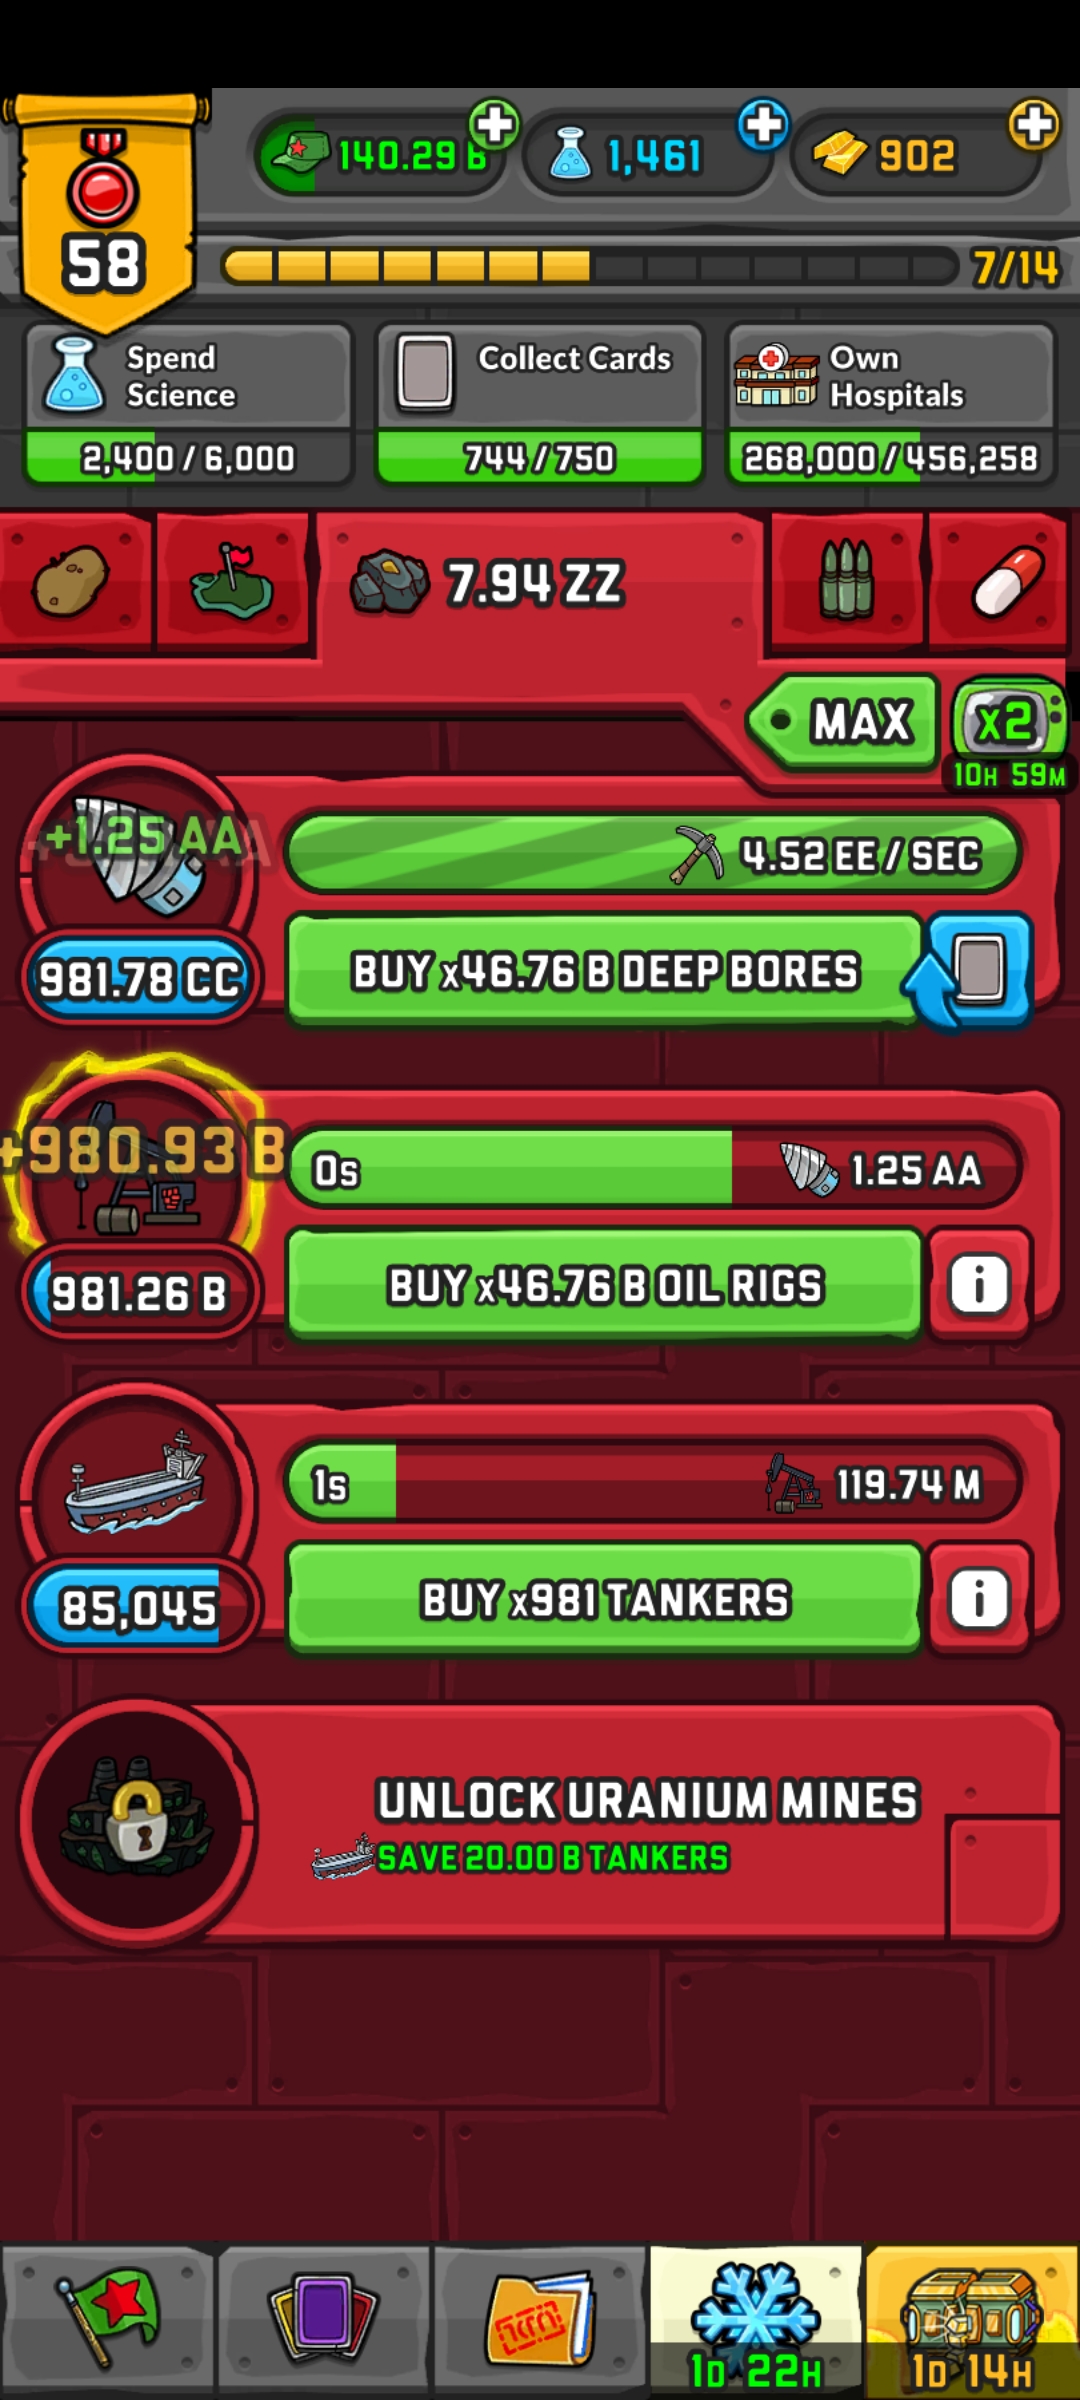 58
140.29 B
1,461
902
7/14
Spend
Science
2,400 / 6,000
Collect Cards
744 / 750
Own
Hospitals
268,000 / 456,258
7.94 ZZ
MAX
x2
10H 59M
+1.25 AA
4.52 EE / SEC
981.78 CC
BUY x46.76 B DEEP BORES
+980.93 B
0s
1.25 AA
981.26 B
BUY x46.76 B OIL RIGS
i
1s
119.74 M
85,045
BUY x981 TANKERS
i
UNLOCK URANIUM MINES
SAVE 20.00 B TANKERS
1D 22H
1D 14H